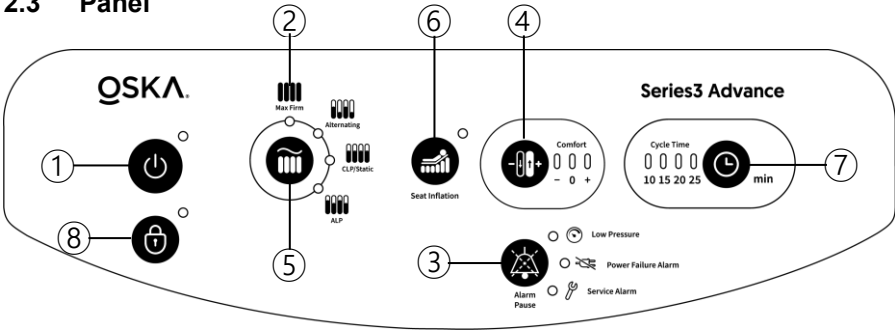 2.3 Panel
② ⑥ ④
OSKA.
Series3 Advance
Max Firm
Alternating
CLP/Static
ALP
①
⑧
⑤
Seat Inflation
Comfort
− 0 +
− +
Cycle Time
10 15 20 25 min
⑦
③
Alarm
Pause
Low Pressure
Power Failure Alarm
Service Alarm